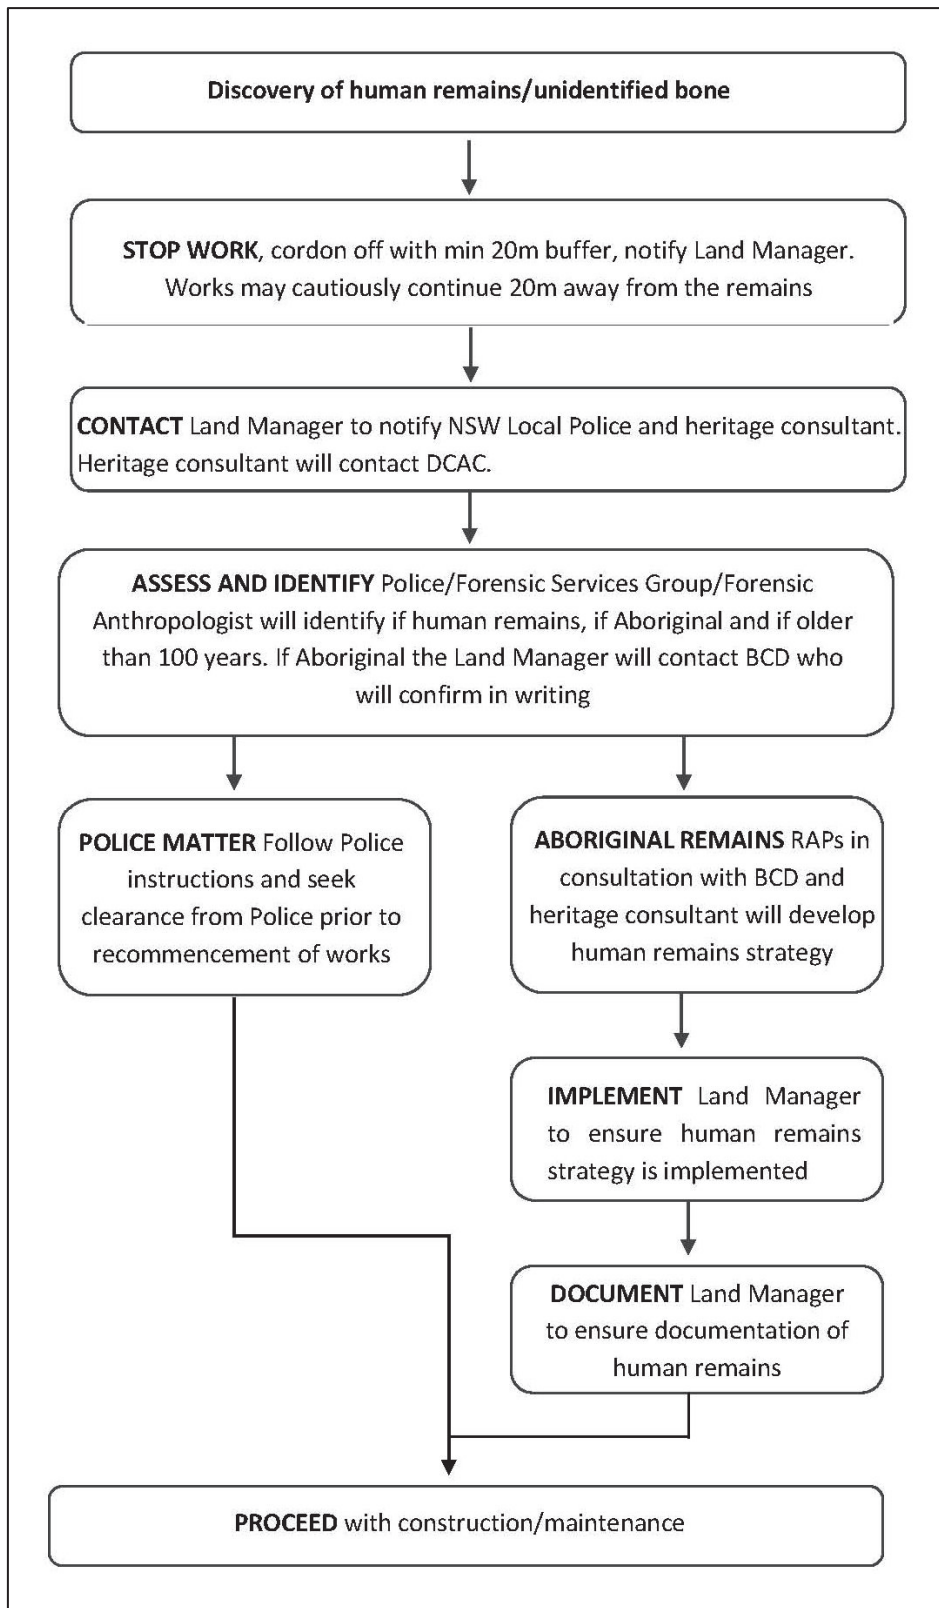 Discovery of human remains/unidentified bone
STOP WORK, cordon off with min 20m buffer, notify Land Manager.
Works may cautiously continue 20m away from the remains
CONTACT Land Manager to notify NSW Local Police and heritage consultant.
Heritage consultant will contact DCAC.
ASSESS AND IDENTIFY Police/Forensic Services Group/Forensic
Anthropologist will identify if human remains, if Aboriginal and if older
than 100 years. If Aboriginal the Land Manager will contact BCD who
will confirm in writing
POLICE MATTER Follow Police
instructions and seek
clearance from Police prior to
recommencement of works
ABORIGINAL REMAINS RAPs in
consultation with BCD and
heritage consultant will develop
human remains strategy
IMPLEMENT Land Manager
to ensure human remains
strategy is implemented
DOCUMENT Land Manager
to ensure documentation of
human remains
PROCEED with construction/maintenance